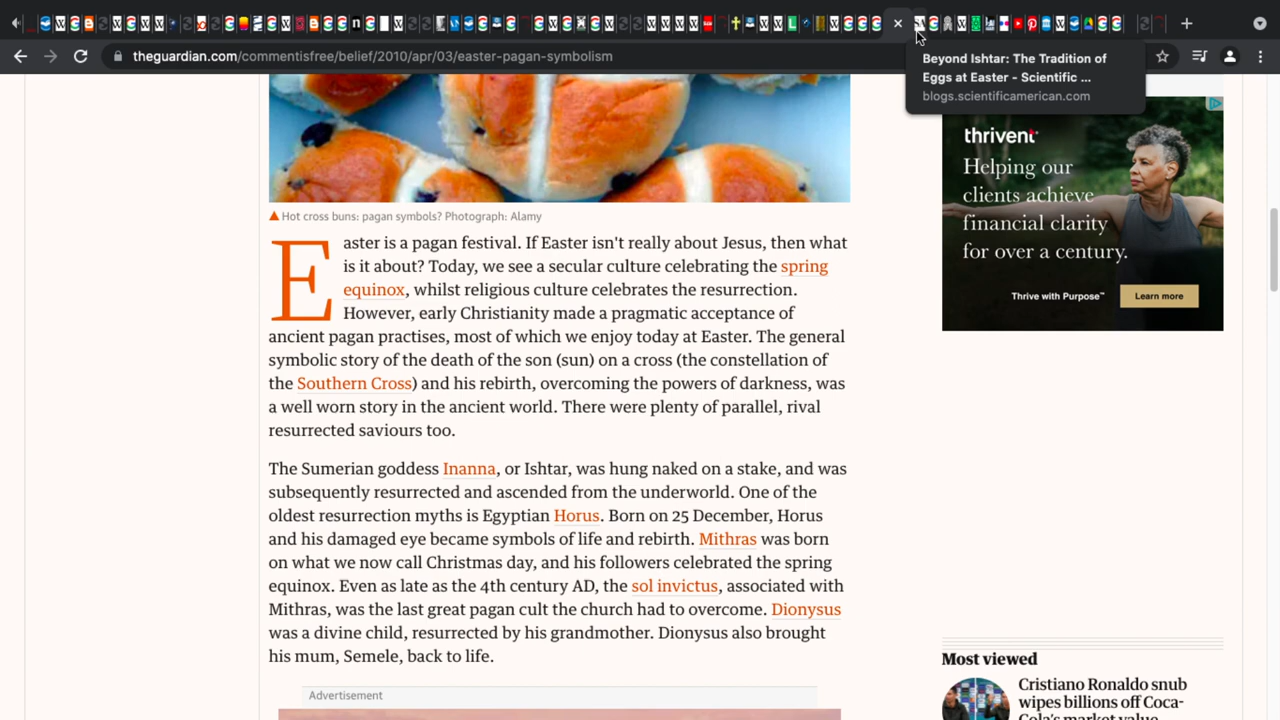 theguardian.com/commentisfree/belief/2010/apr/03/easter-pagan-symbolism
Beyond Ishtar: The Tradition of
Eggs at Easter - Scientific ...
blogs.scientificamerican.com
▲ Hot cross buns: pagan symbols? Photograph: Alamy
Easter is a pagan festival. If Easter isn't really about Jesus, then what
is it about? Today, we see a secular culture celebrating the spring
equinox, whilst religious culture celebrates the resurrection.
However, early Christianity made a pragmatic acceptance of
ancient pagan practises, most of which we enjoy today at Easter. The general
symbolic story of the death of the son (sun) on a cross (the constellation of
the Southern Cross) and his rebirth, overcoming the powers of darkness, was
a well worn story in the ancient world. There were plenty of parallel, rival
resurrected saviours too.
The Sumerian goddess Inanna, or Ishtar, was hung naked on a stake, and was
subsequently resurrected and ascended from the underworld. One of the
oldest resurrection myths is Egyptian Horus. Born on 25 December, Horus
and his damaged eye became symbols of life and rebirth. Mithras was born
on what we now call Christmas day, and his followers celebrated the spring
equinox. Even as late as the 4th century AD, the sol invictus, associated with
Mithras, was the last great pagan cult the church had to overcome. Dionysus
was a divine child, resurrected by his grandmother. Dionysus also brought
his mum, Semele, back to life.
Advertisement
thrivent
Helping our
clients achieve
financial clarity
for over a century.
Thrive with Purpose™
Learn more
Most viewed
Cristiano Ronaldo snub
wipes billions off Coca-
Cola's market value